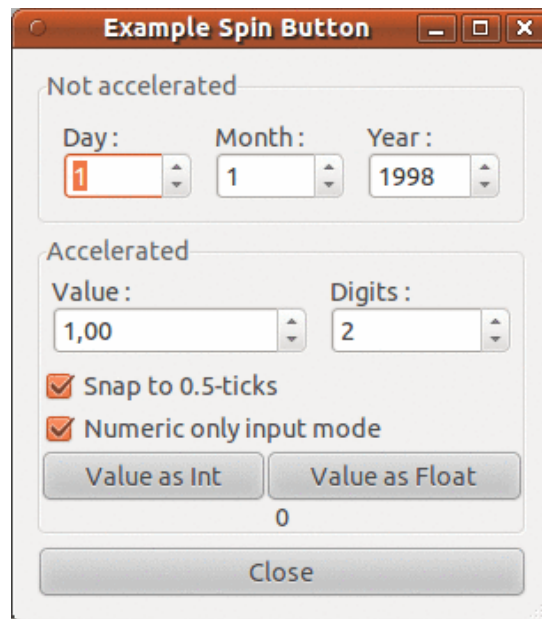 Example Spin Button
Not accelerated
Day : Month : Year :
1 1 1998
Accelerated
Value : Digits :
1,00 2
Snap to 0.5-ticks
Numeric only input mode
Value as Int Value as Float
0
Close